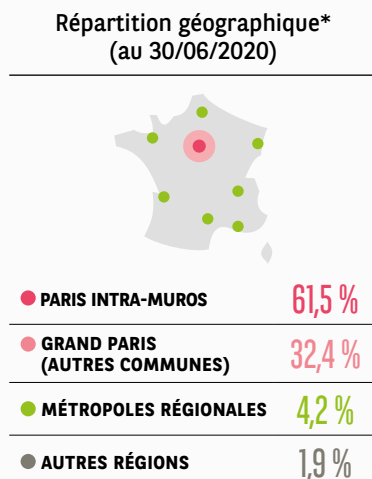 Répartition géographique*
(au 30/06/2020)
PARIS INTRA-MUROS 61,5 %
GRAND PARIS
(AUTRES COMMUNES) 32,4 %
MÉTROPOLES RÉGIONALES 4,2 %
AUTRES RÉGIONS 1,9 %